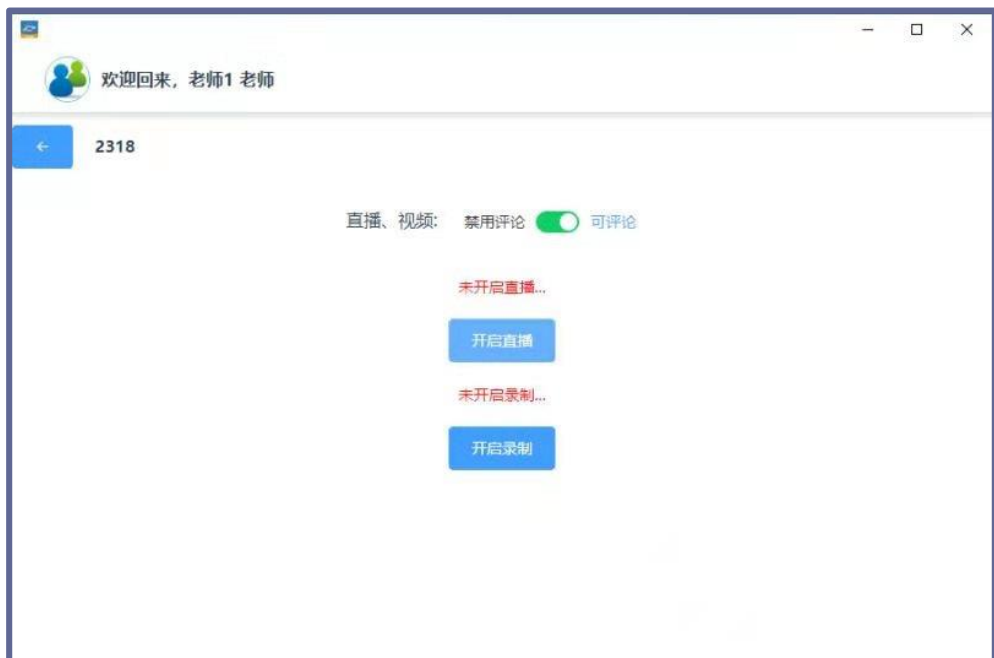 欢迎回来，老师1 老师
2318
直播、视频: 禁用评论 可评论
未开启直播...
开启直播
未开启录制...
开启录制